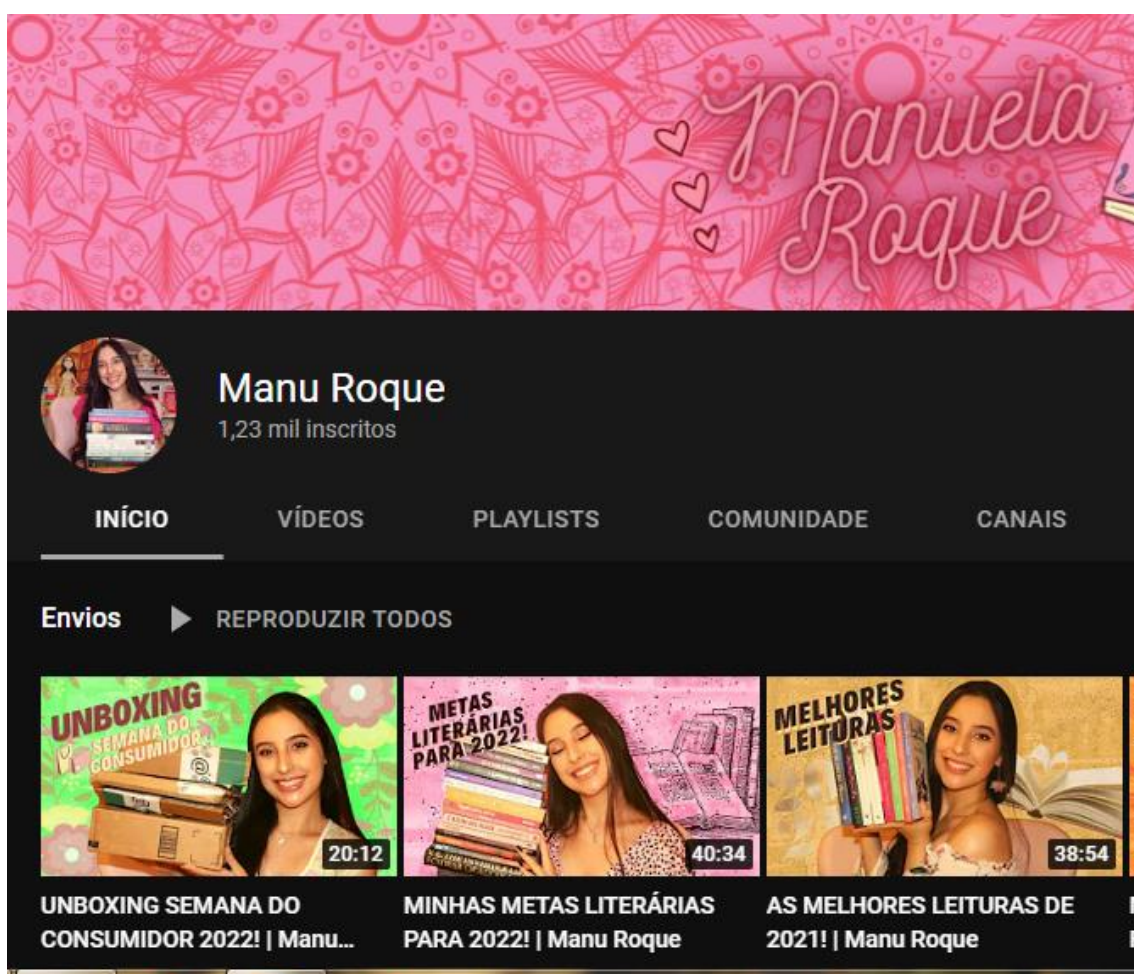 Manuela
Roque
Manu Roque
1,23 mil inscritos
INÍCIO VÍDEOS PLAYLISTS COMUNIDADE CANAIS
Envios REPRODUZIR TODOS
UNBOXING
SEMANA DO
CONSUMIDOR
20:12
METAS
LITERÁRIAS
PARA 2022!
40:34
MELHORES
LEITURAS
38:54
UNBOXING SEMANA DO
CONSUMIDOR 2022! | Manu...
MINHAS METAS LITERÁRIAS
PARA 2022! | Manu Roque
AS MELHORES LEITURAS DE
2021! | Manu Roque